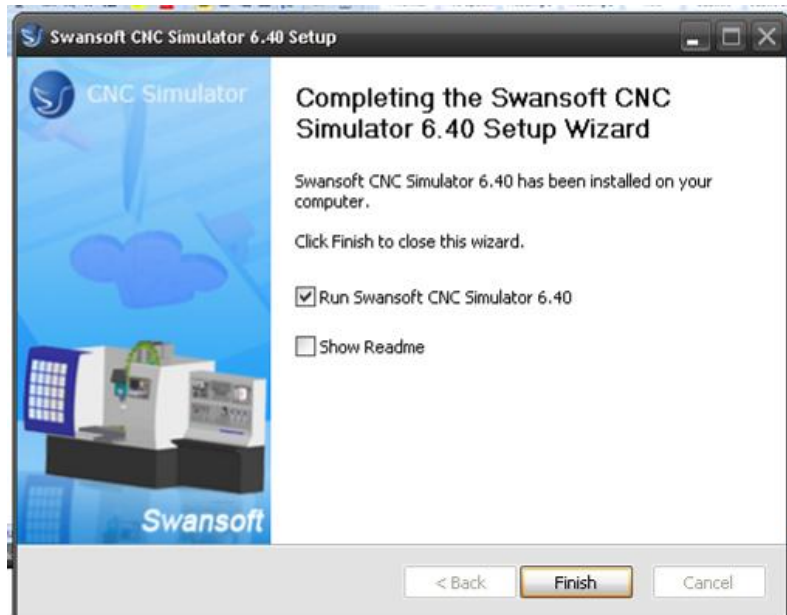 Swansoft CNC Simulator 6.40 Setup
CNC Simulator
Completing the Swansoft CNC
Simulator 6.40 Setup Wizard
Swansoft CNC Simulator 6.40 has been installed on your
computer.
Click Finish to close this wizard.
Run Swansoft CNC Simulator 6.40
Show Readme
Swansoft
< Back
Finish
Cancel